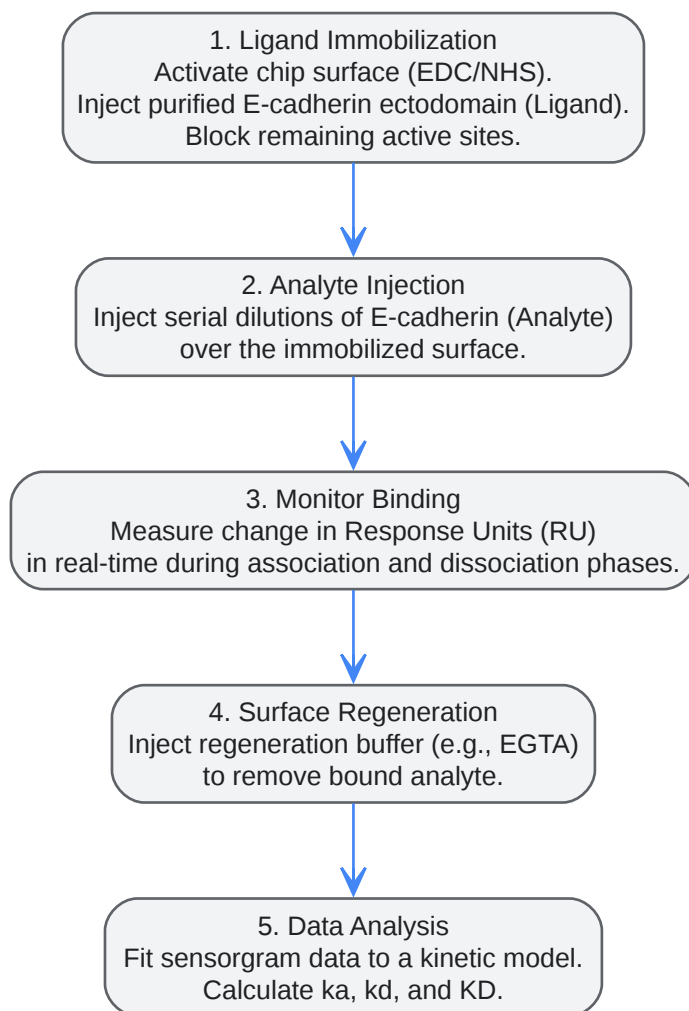 1. Ligand Immobilization
Activate chip surface (EDC/NHS).
Inject purified E-cadherin ectodomain (Ligand).
Block remaining active sites.
2. Analyte Injection
Inject serial dilutions of E-cadherin (Analyte)
over the immobilized surface.
3. Monitor Binding
Measure change in Response Units (RU)
in real-time during association and dissociation phases.
4. Surface Regeneration
Inject regeneration buffer (e.g., EGTA)
to remove bound analyte.
5. Data Analysis
Fit sensorgram data to a kinetic model.
Calculate ka, kd, and KD.